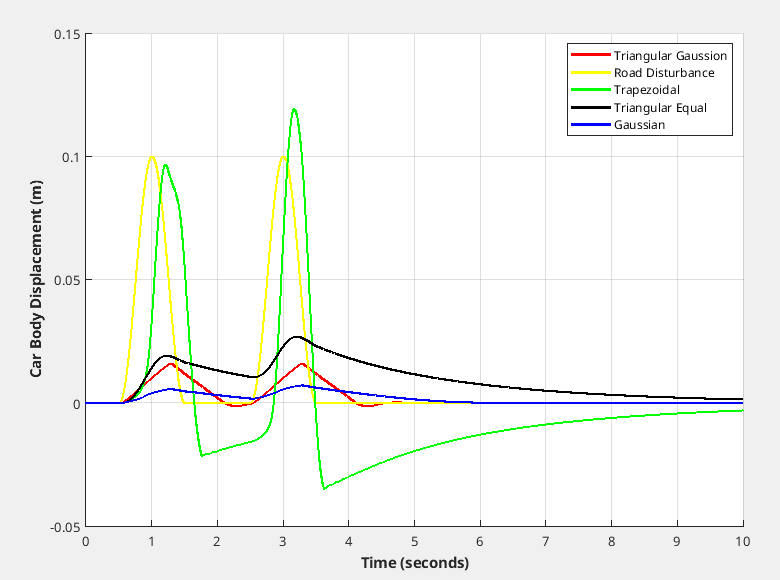 0.15
0.1
0.05
0
-0.05
Car Body Displacement (m)
Triangular Gaussion
Road Disturbance
Trapezoidal
Triangular Equal
Gaussian
0 1 2 3 4 5 6 7 8 9 10
Time (seconds)